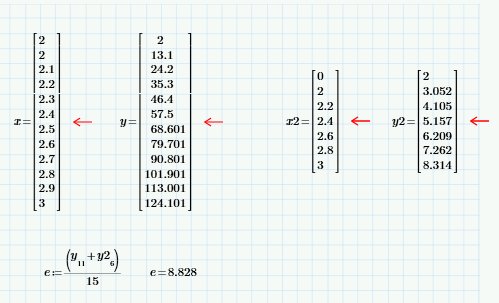 x= 2 2 2.1 2.2 2.3 2.4 2.5 2.6 2.7 2.8 2.9 3
y= 2 13.1 24.2 35.3 46.4 57.5 68.601 79.701 90.801 101.901 113.001 124.101
x2= 0 2 2.2 2.4 2.6 2.8 3
y2= 2 3.052 4.105 5.157 6.209 7.262 8.314
e:= (y11+y26)
15
e=8.828